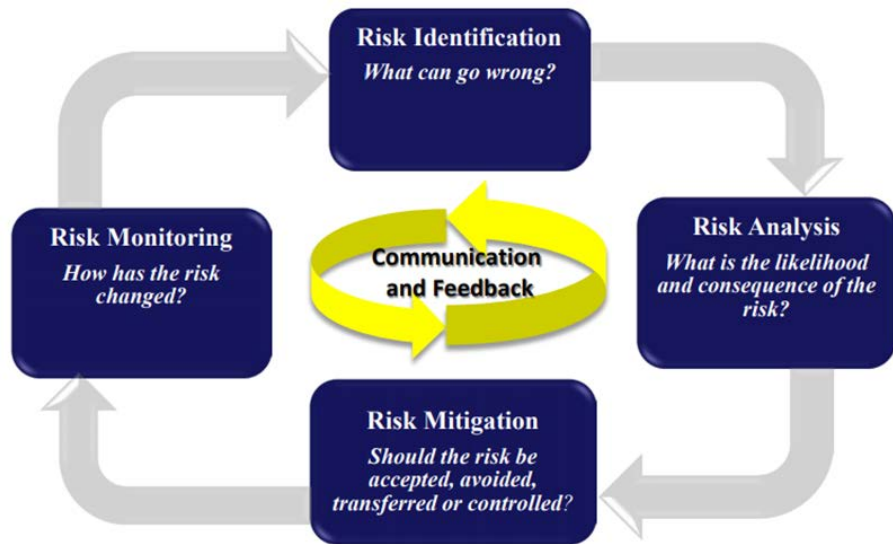 Risk Identification
What can go wrong?
Risk Analysis
What is the likelihood
and consequence of the
risk?
Risk Mitigation
Should the risk be
accepted, avoided,
transferred or controlled?
Risk Monitoring
How has the risk
changed?
Communication
and Feedback